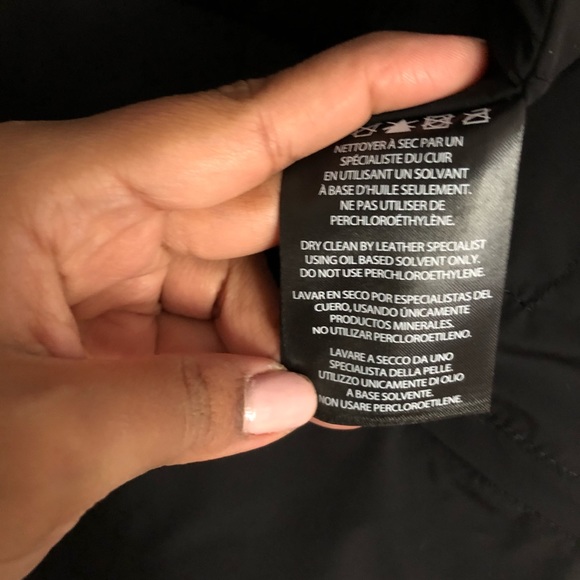 NETTOYER À SEC PAR UN
SPÉCIALISTE DU CUIR
EN UTILISANT UN SOLVANT
À BASE D'HUILE SEULEMENT.
NE PAS UTILISER DE
PERCHLOROÉTHYLÈNE.
DRY CLEAN BY LEATHER SPECIALIST
USING OIL BASED SOLVENT ONLY.
DO NOT USE PERCHLOROETHYLENE.
LAVAR EN SECO POR ESPECIALISTAS DEL
CUERO, USANDO ÚNICAMENTE
PRODUCTOS MINERALES.
NO UTILIZAR PERCLOROETILENO.
LAVARE A SECCO DA UNO
SPECIALISTA DELLA PELLE.
UTILIZZO UNICAMENTE DI OLIO
A BASE SOLVENTE.
NON USARE PERCLOROETILENE.